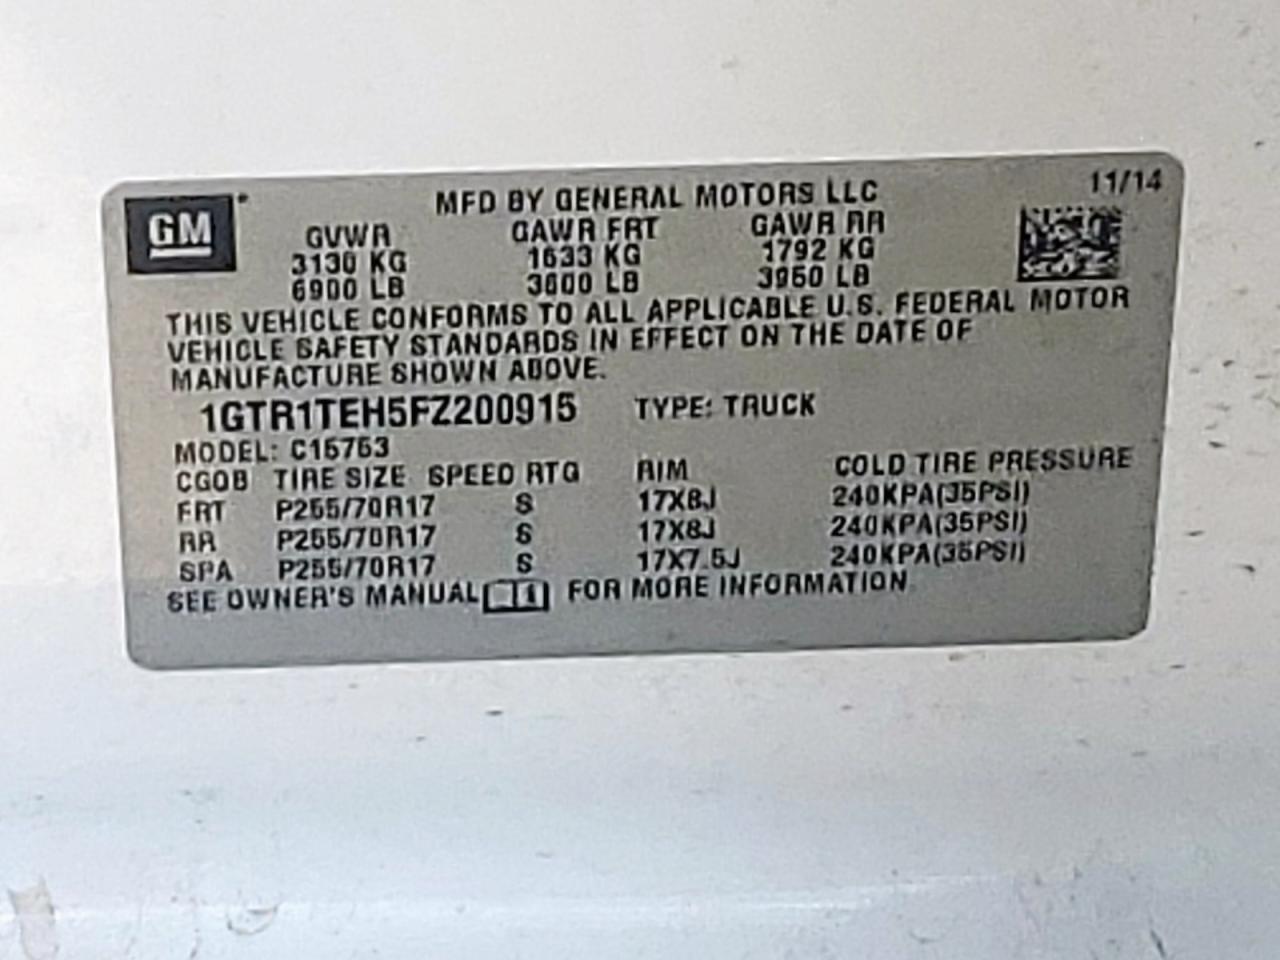 GM
MFD BY GENERAL MOTORS LLC
11/14
GVWR GAWR FRT GAWR RR
3130 KG 1633 KG 1792 KG
6900 LB 3600 LB 3950 LB
THIS VEHICLE CONFORMS TO ALL APPLICABLE U.S. FEDERAL MOTOR
VEHICLE SAFETY STANDARDS IN EFFECT ON THE DATE OF
MANUFACTURE SHOWN ABOVE.
1GTR1TEH5FZ200915 TYPE: TRUCK
MODEL: C15753
CGOB TIRE SIZE SPEED RTG RIM COLD TIRE PRESSURE
FRT P255/70R17 S 17X8J 240KPA(35PSI)
RR P255/70R17 S 17X8J 240KPA(35PSI)
SPA P255/70R17 S 17X7.5J 240KPA(35PSI)
SEE OWNER'S MANUAL FOR MORE INFORMATION